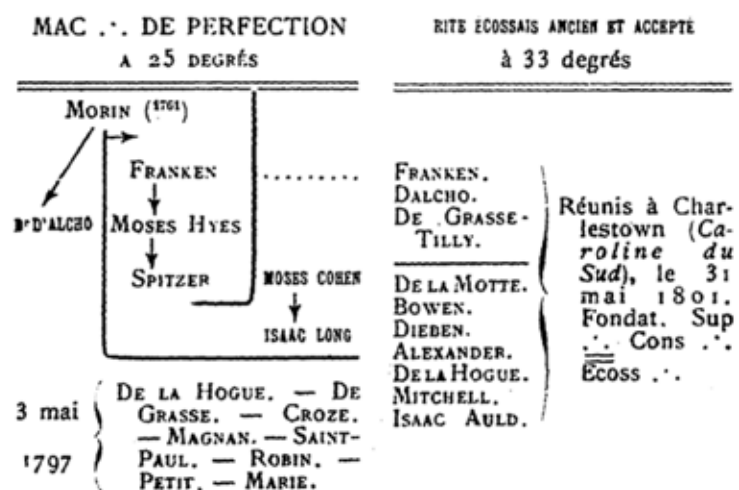 MAC ∴ DE PERFECTION
A 25 DEGRÉS
MORIN (1761)
FRANKEN
Br D'ALCHO MOSES HYES
SPITZER
MOSES COHEN
ISAAC LONG
3 mai 1797
DE LA HOGUE. — DE
GRASSE. — CROZE.
— MAGNAN. — SAINT-
PAUL. — ROBIN. —
PETIT. — MARIE.
RITE ÉCOSSAIS ANCIEN ET ACCEPTÉ
à 33 degrés
FRANKEN.
DALCHO.
DE GRASSE-
TILLY.
DE LA MOTTE.
BOWEN.
DIEBEN.
ALEXANDER.
DE LA HOGUE.
MITCHELL.
ISAAC AULD.
Réunis à Char-
lestown (Ca-
roline du
Sud), le 31
mai 1801.
Fondat. Sup
∴ Cons ∴
Écoss ∴